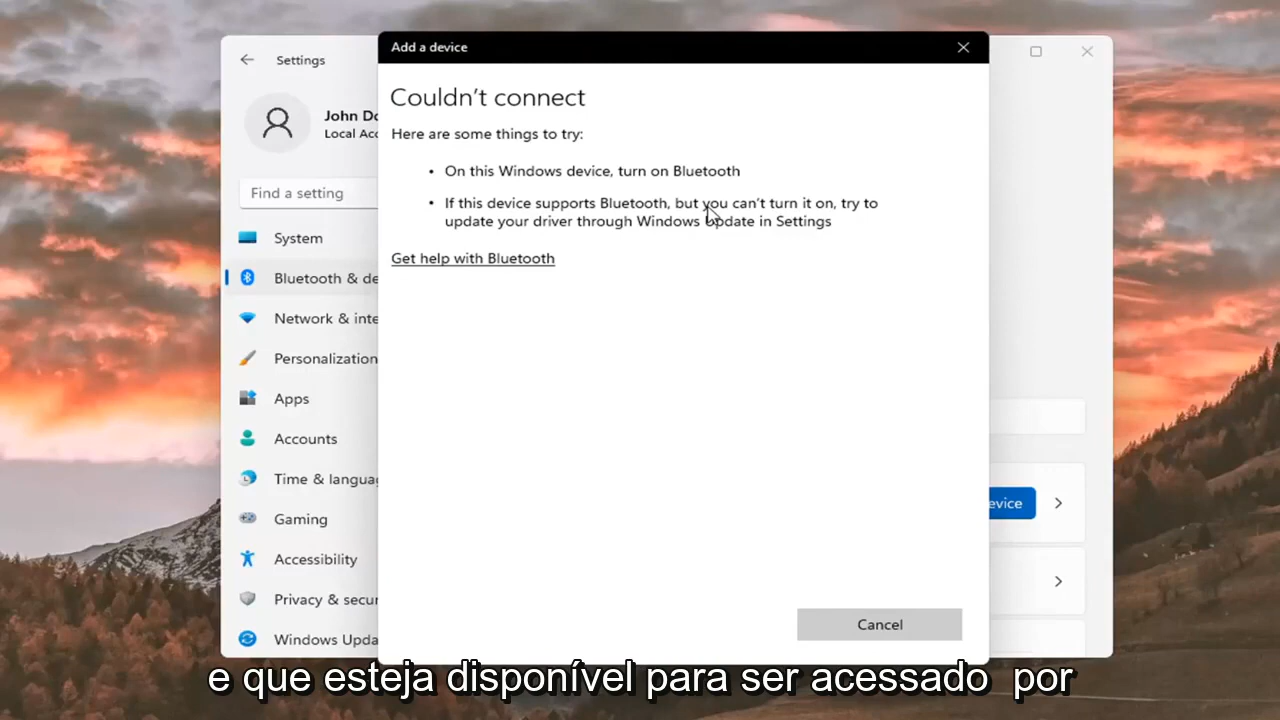 Add a device
Settings
John Do
Local Acc
Find a setting
System
Bluetooth & de
Network & inte
Personalization
Apps
Accounts
Time & langua
Gaming
Accessibility
Privacy & secur
Windows Upda
Couldn't connect
Here are some things to try:
• On this Windows device, turn on Bluetooth
• If this device supports Bluetooth, but you can't turn it on, try to
update your driver through Windows Update in Settings
Get help with Bluetooth
evice
Cancel
e que esteja disponível para ser acessado por